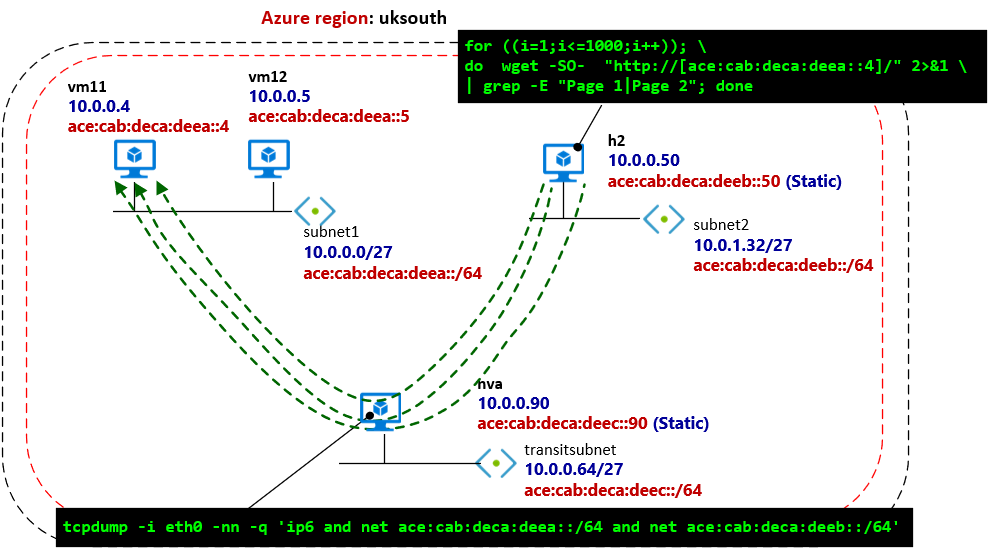 Azure region: uksouth
for ((i=1;i<=1000;i++)); \
do  wget -SO-  "http://[ace:cab:deca:deea::4]/" 2>&1 \
| grep -E "Page 1|Page 2"; done
vm11
10.0.0.4
ace:cab:deca:deea::4
vm12
10.0.0.5
ace:cab:deca:deea::5
h2
10.0.0.50
ace:cab:deca:deeb::50 (Static)
subnet1
10.0.0.0/27
ace:cab:deca:deea::/64
subnet2
10.0.1.32/27
ace:cab:deca:deeb::/64
nva
10.0.0.90
ace:cab:deca:deec::90 (Static)
transitsubnet
10.0.0.64/27
ace:cab:deca:deec::/64
tcpdump -i eth0 -nn -q 'ip6 and net ace:cab:deca:deea::/64 and net ace:cab:deca:deeb::/64'